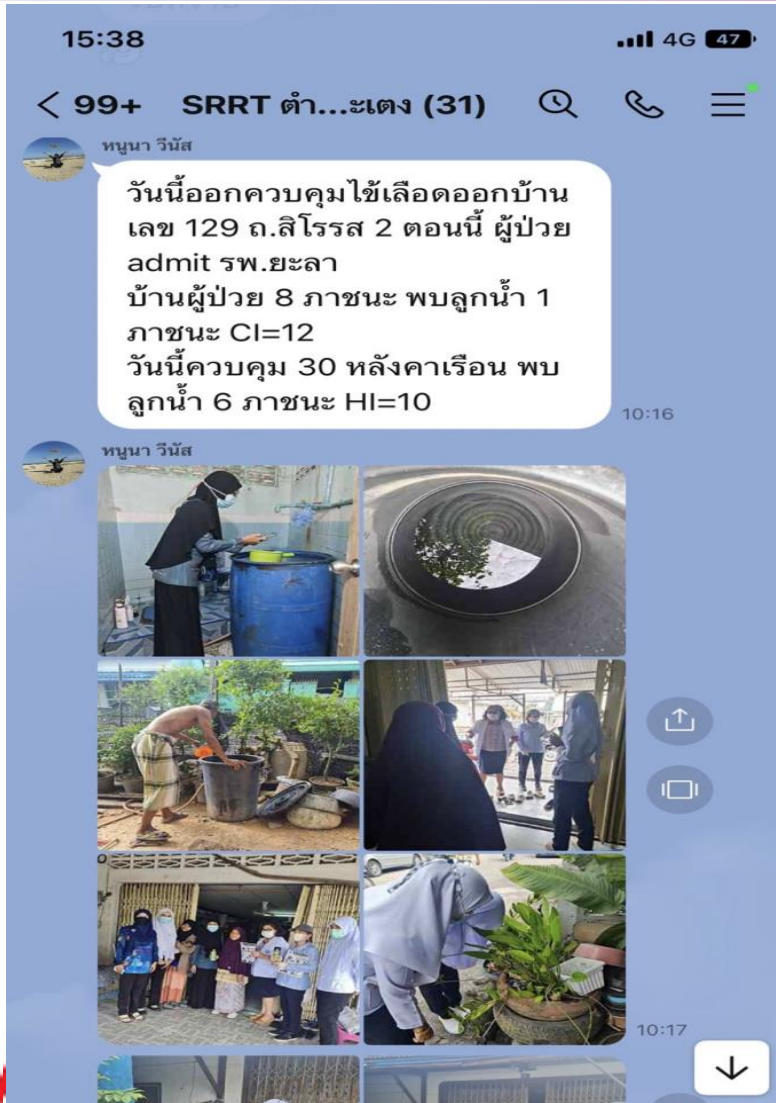 15:38
4G 47
99+ SRRT ตำ...ะเตง (31)
หนูนา วีนัส
วันนี้ออกควบคุมไข้เลือดออกบ้าน
เลข 129 ถ.สิโรรส 2 ตอนนี้ ผู้ป่วย
admit รพ.ยะลา
บ้านผู้ป่วย 8 ภาชนะ พบลูกน้ำ 1
ภาชนะ CI=12
วันนี้ควบคุม 30 หลังคาเรือน พบ
ลูกน้ำ 6 ภาชนะ HI=10
10:16
หนูนา วีนัส
10:17